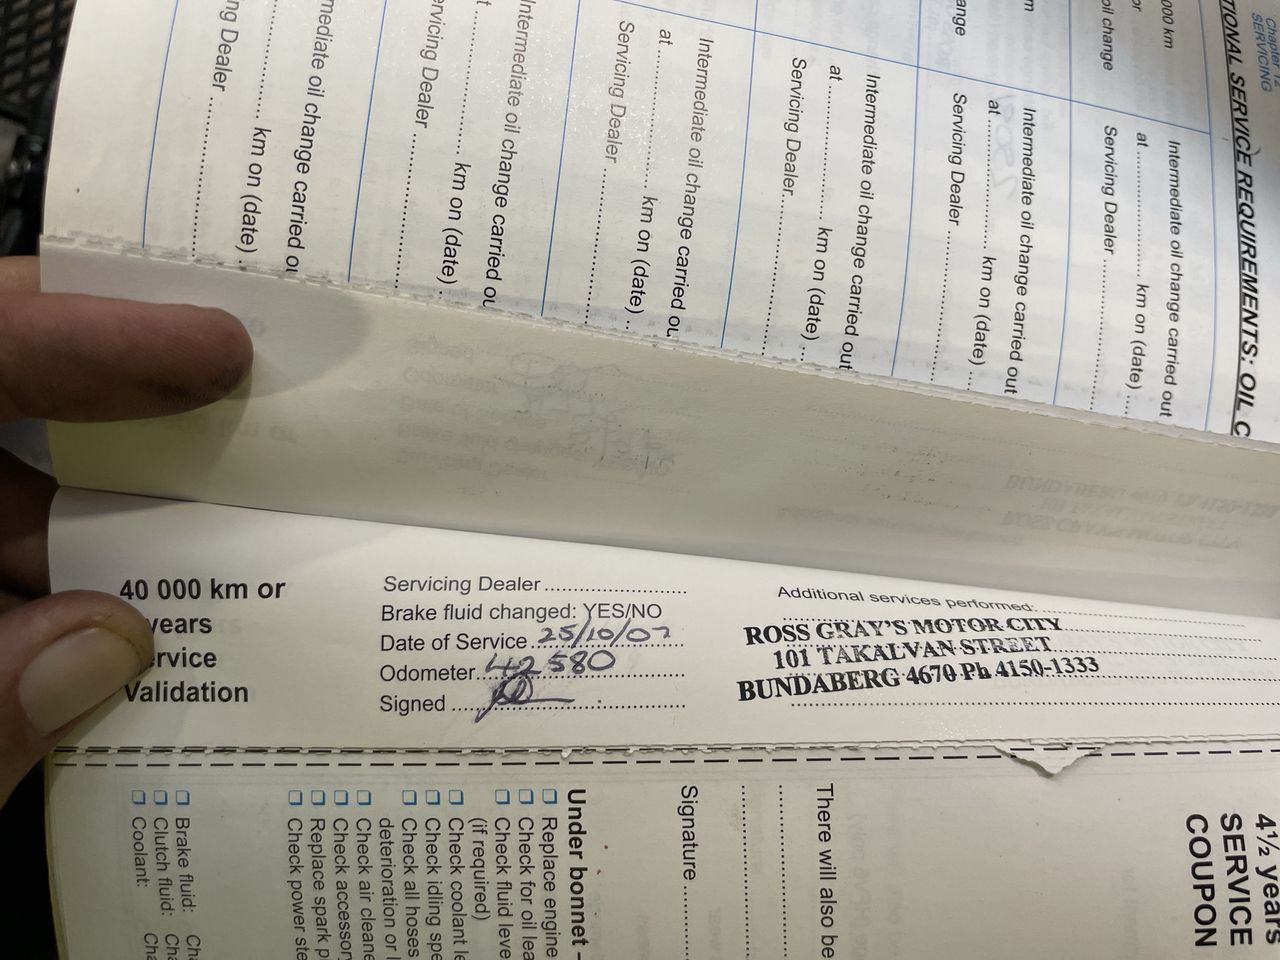 Chapter 2
SERVICING
TIONAL SERVICE REQUIREMENTS: OIL C
000 km
or
oil change
Intermediate oil change carried out
at .................. km on (date) ....
Servicing Dealer ..........................
m
ange
Intermediate oil change carried out
at .................. km on (date) ...
Servicing Dealer ..........................
Intermediate oil change carried out
at .................. km on (date) ...
Servicing Dealer ..........................
Intermediate oil change carried ou
at .................. km on (date) ..
Servicing Dealer ..........................
Intermediate oil change carried ou
t .................. km on (date) ..
ervicing Dealer ..........................
mediate oil change carried ou
.................. km on (date)
ng Dealer ..........................
40 000 km or
years
rvice
Validation
Servicing Dealer ..........................
Brake fluid changed: YES/NO
Date of Service 25/10/07
Odometer 42580
Signed ..........................
Additional services performed: ..........................
ROSS GRAY'S MOTOR CITY
101 TAKALVAN STREET
BUNDABERG 4670 Ph 4150-1333
4½ years
SERVICE
COUPON
There will also be
Signature ..........................
Under bonnet –
❏ Replace engine
❏ Check for oil lea
❏ Check fluid leve
(if required)
❏ Check coolant le
❏ Check idling spe
❏ Check all hoses
deterioration or l
❏ Check air cleane
❏ Check accessory
❏ Replace spark p
❏ Check power ste
❏ Brake fluid: Cha
❏ Clutch fluid: Cha
❏ Coolant: Cha